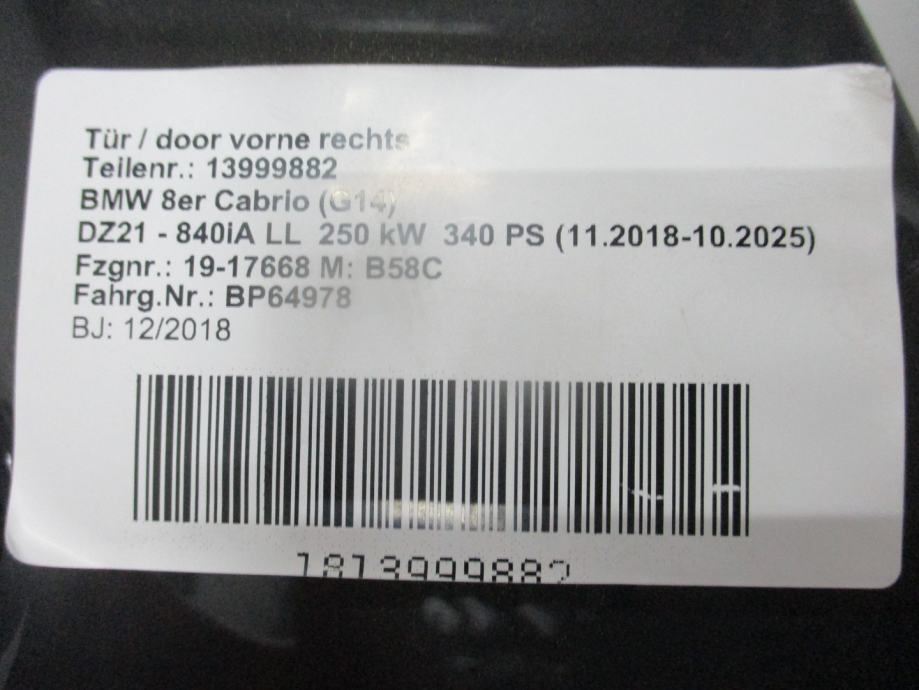 Tür / door vorne rechts
Teilenr.: 13999882
BMW 8er Cabrio (G14)
DZ21 - 840iA LL 250 kW 340 PS (11.2018-10.2025)
Fzgnr.: 19-17668 M: B58C
Fahrg.Nr.: BP64978
BJ: 12/2018
1813999882